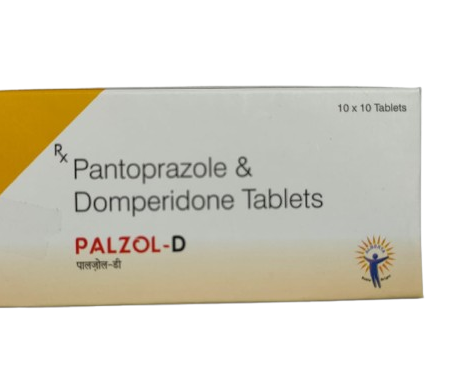 10 x 10 Tablets
Rx
Pantoprazole &
Domperidone Tablets
PALZOL-D
पालज़ोल-डी